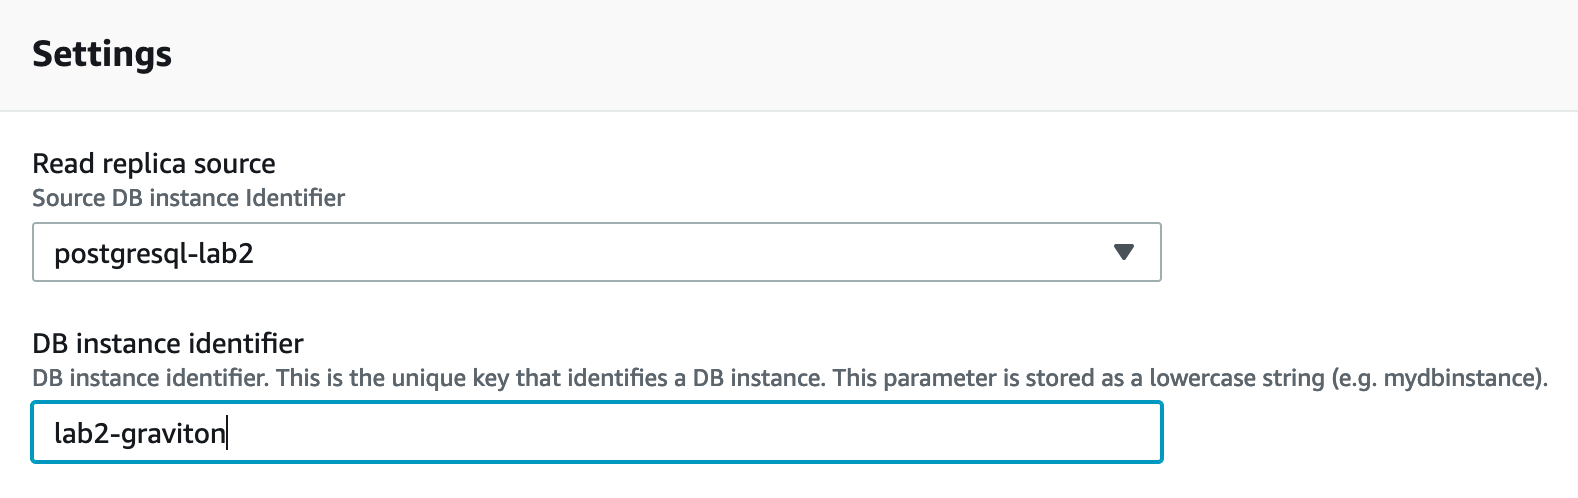 Settings
Read replica source
Source DB instance Identifier
postgresql-lab2
DB instance identifier
DB instance identifier. This is the unique key that identifies a DB instance. This parameter is stored as a lowercase string (e.g. mydbinstance).
lab2-graviton